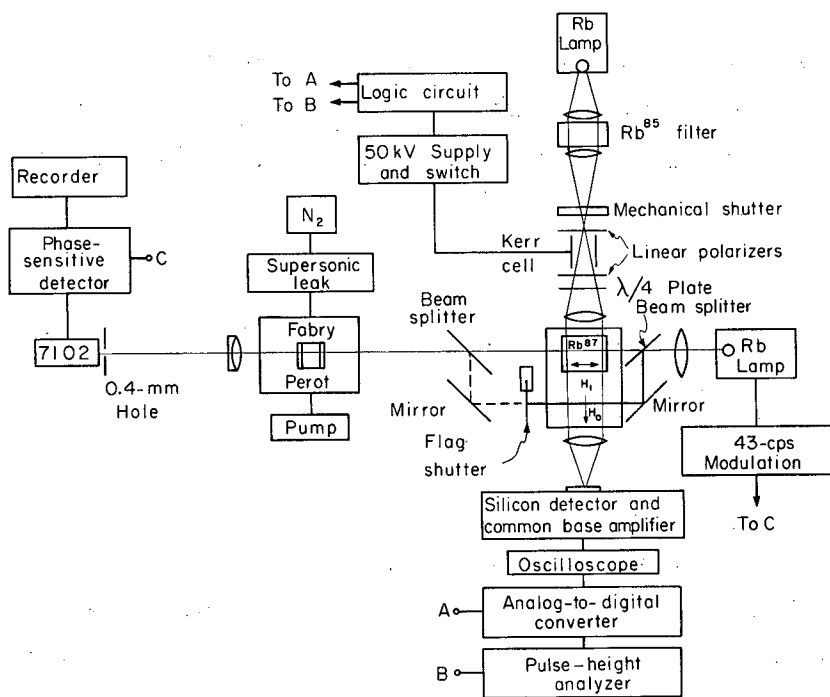 Rb
Lamp
To A
To B
Logic circuit
Rb85 filter
50 kV Supply
and switch
Recorder
N2
Mechanical shutter
Phase-
sensitive
detector
C
Kerr
cell
Linear polarizers
Supersonic
leak
λ/4 Plate
Beam
splitter
Beam splitter
7102
Fabry
Perot
Rb87
Rb
Lamp
0.4-mm
Hole
H1
H0
Mirror
Mirror
Pump
Flag
shutter
43-cps
Modulation
Silicon detector and
common base amplifier
To C
Oscilloscope
A
Analog-to-digital
converter
B
Pulse-height
analyzer